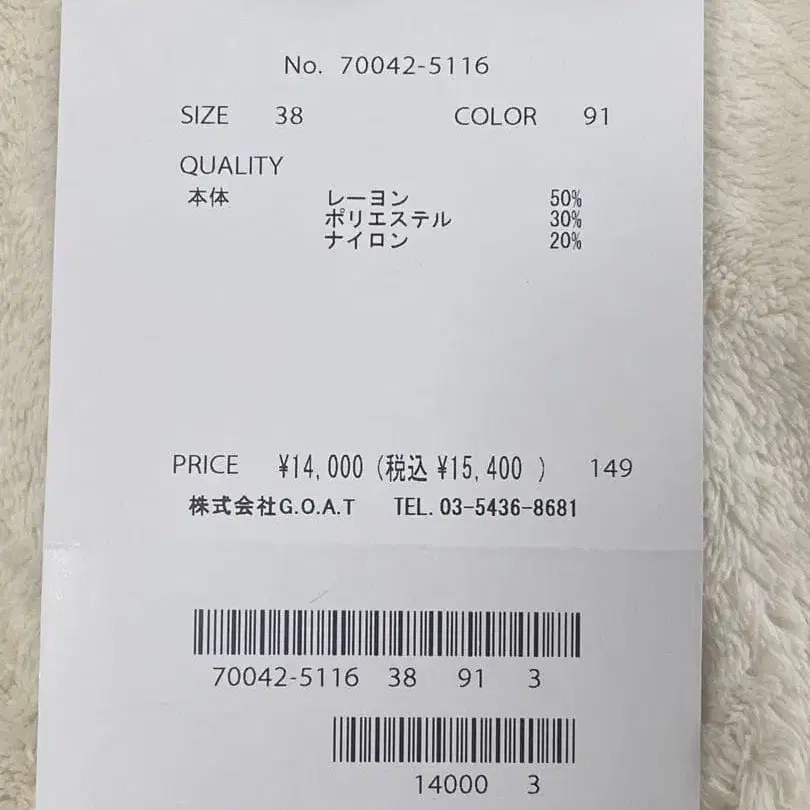 No. 70042-5116
SIZE 38 COLOR 91
QUALITY
本体 レーヨン 50%
ポリエステル 30%
ナイロン 20%
PRICE ¥14,000 (税込 ¥15,400 ) 149
株式会社G.O.A.T TEL.03-5436-8681
70042-5116 38 91 3
14000 3